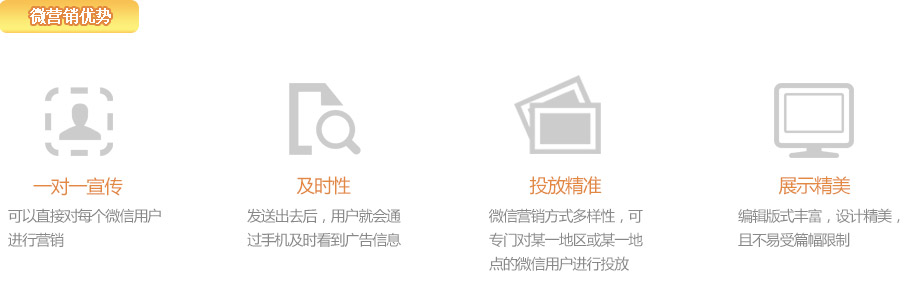 微营销优势
一对一宣传
可以直接对每个微信用户
进行营销
及时性
发送出去后，用户就会通
过手机及时看到广告信息
投放精准
微信营销方式多样性，可
专门对某一地区或某一地
点的微信用户进行投放
展示精美
编辑版式丰富，设计精美，
且不易受篇幅限制